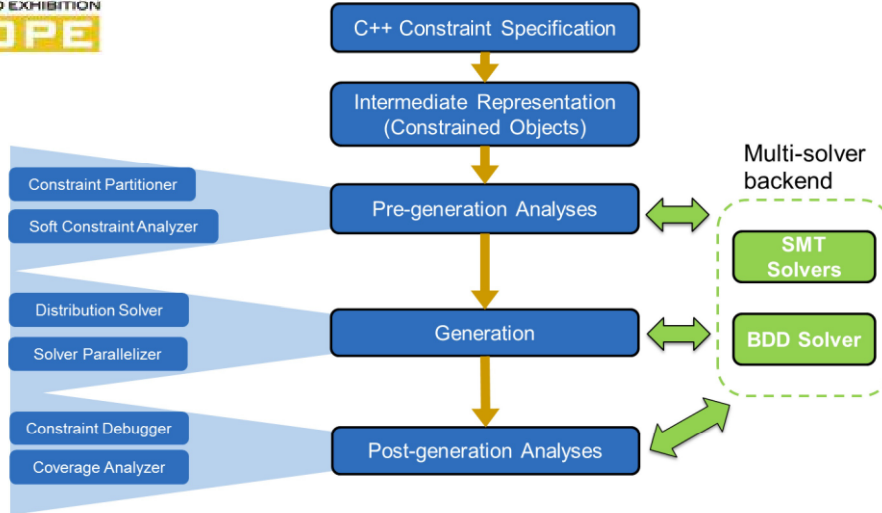 EXHIBITION
OPE
C++ Constraint Specification
Intermediate Representation
(Constrained Objects)
Multi-solver
backend
Constraint Partitioner
Pre-generation Analyses
Soft Constraint Analyzer
SMT
Solvers
Distribution Solver
Generation
BDD Solver
Solver Parallelizer
Constraint Debugger
Post-generation Analyses
Coverage Analyzer